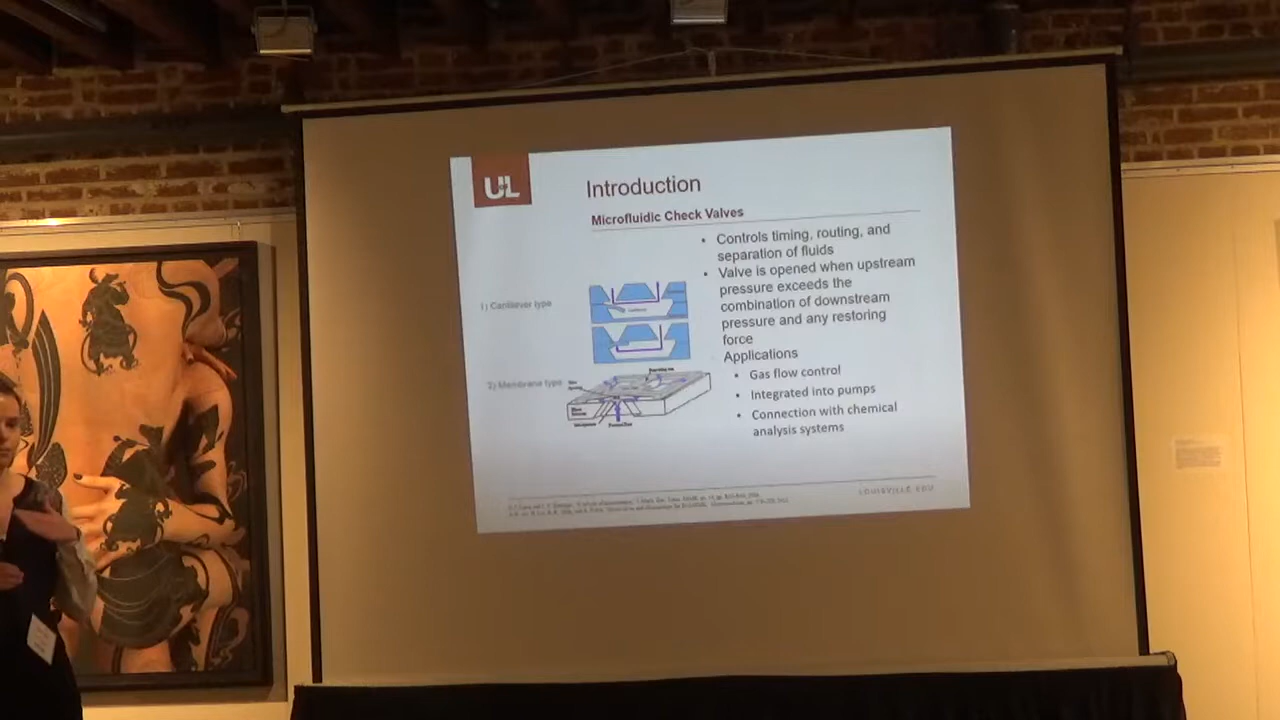 UofL
Introduction
Microfluidic Check Valves
• Controls timing, routing, and
separation of fluids
• Valve is opened when upstream
pressure exceeds the
combination of downstream
pressure and any restoring
force
Applications
• Gas flow control
• Integrated into pumps
• Connection with chemical
analysis systems
1) Cantilever type
2) Membrane type
LOUISVILLE.EDU